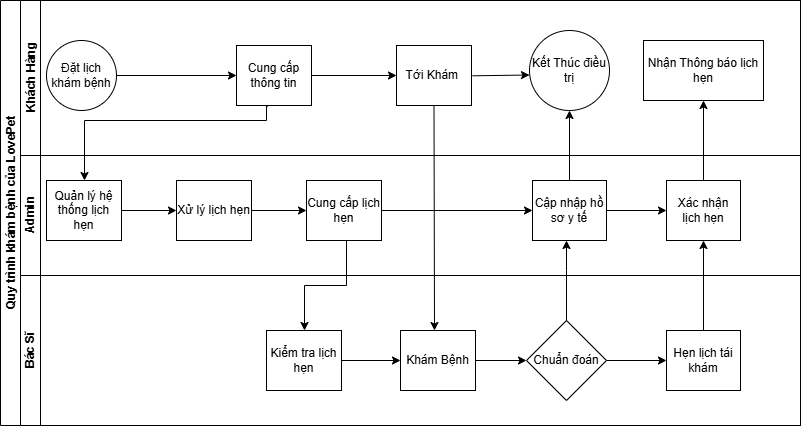 Quy trình khám bệnh của LovePet
Khách Hàng
Đặt lịch
khám bệnh
Cung cấp
thông tin
Tới Khám
Kết Thúc điều
trị
Nhận Thông báo lịch
hẹn
Admin
Quản lý hệ
thống lịch
hẹn
Xử lý lịch hẹn
Cung cấp lịch
hẹn
Cập nhập hồ
sơ y tế
Xác nhận
lịch hẹn
Bác Sĩ
Kiểm tra lịch
hẹn
Khám Bệnh
Chuẩn đoán
Hẹn lịch tái
khám